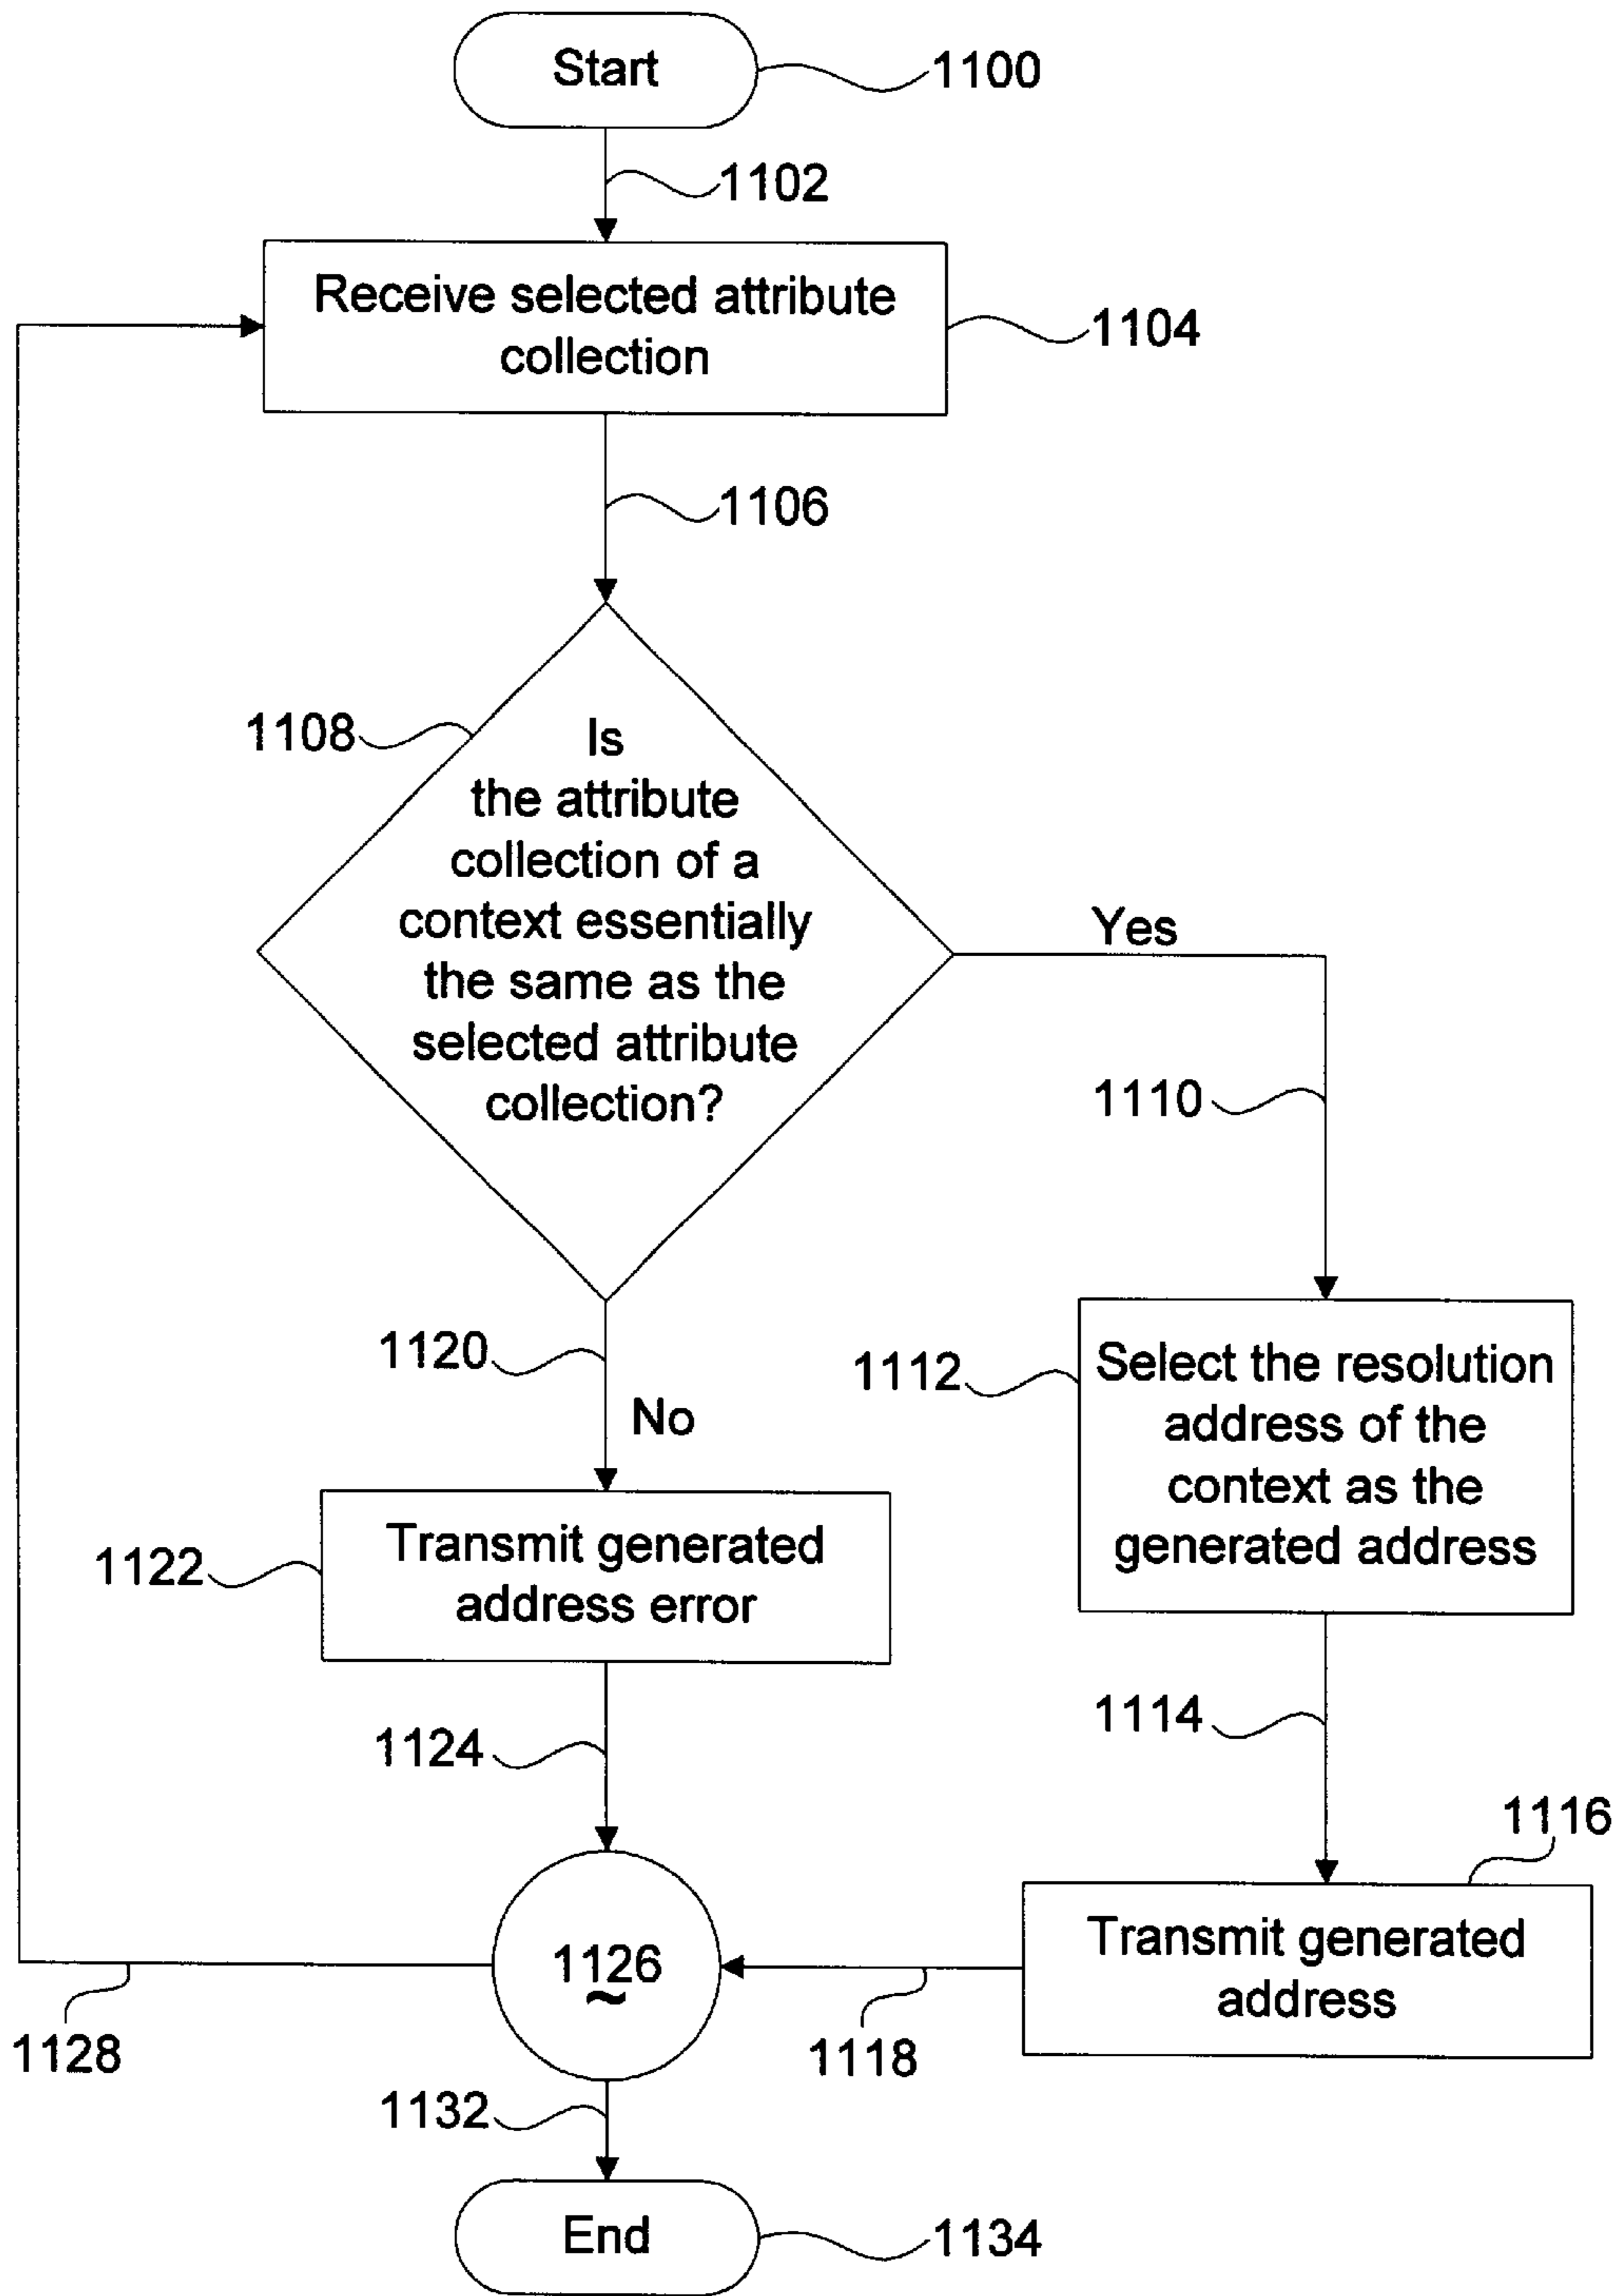 Start
1100
1102
Receive selected attribute
collection
1104
1106
1108
Is
the attribute
collection of a
context essentially
the same as the
selected attribute
collection?
Yes
1110
1120
No
1112
Select the resolution
address of the
context as the
generated address
1122
Transmit generated
address error
1124
1114
1116
Transmit generated
address
1126
1128
1118
1132
End
1134